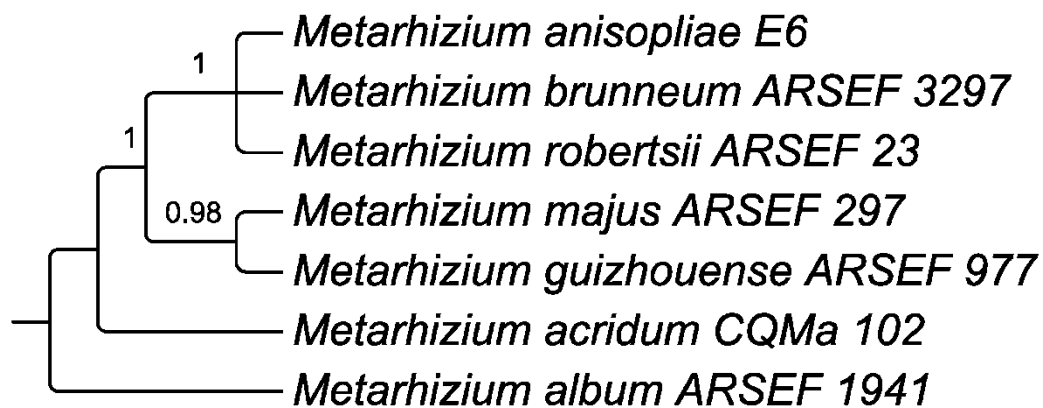 Metarhizium anisopliae E6
1
Metarhizium brunneum ARSEF 3297
1
Metarhizium robertsii ARSEF 23
0.98
Metarhizium majus ARSEF 297
Metarhizium guizhouense ARSEF 977
Metarhizium acridum CQMa 102
Metarhizium album ARSEF 1941